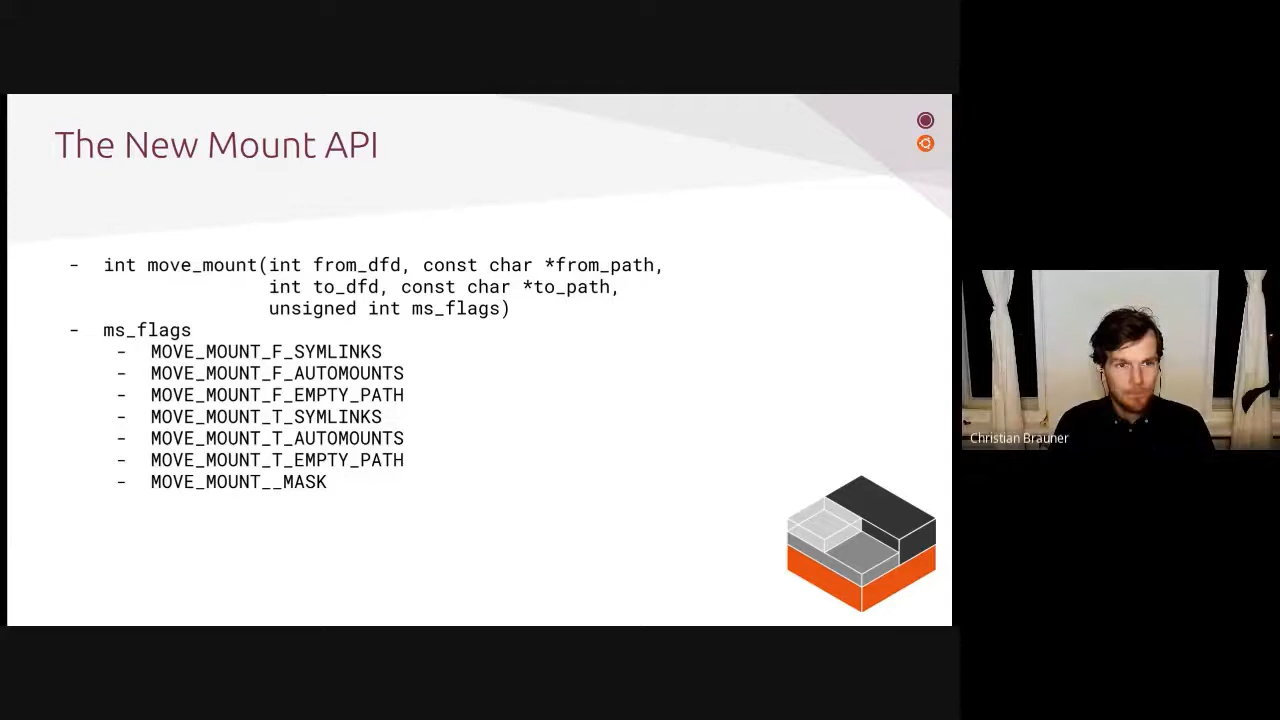 The New Mount API
- int move_mount(int from_dfd, const char *from_path,
int to_dfd, const char *to_path,
unsigned int ms_flags)
- ms_flags
- MOVE_MOUNT_F_SYMLINKS
- MOVE_MOUNT_F_AUTOMOUNTS
- MOVE_MOUNT_F_EMPTY_PATH
- MOVE_MOUNT_T_SYMLINKS
- MOVE_MOUNT_T_AUTOMOUNTS
- MOVE_MOUNT_T_EMPTY_PATH
- MOVE_MOUNT__MASK
Christian Brauner